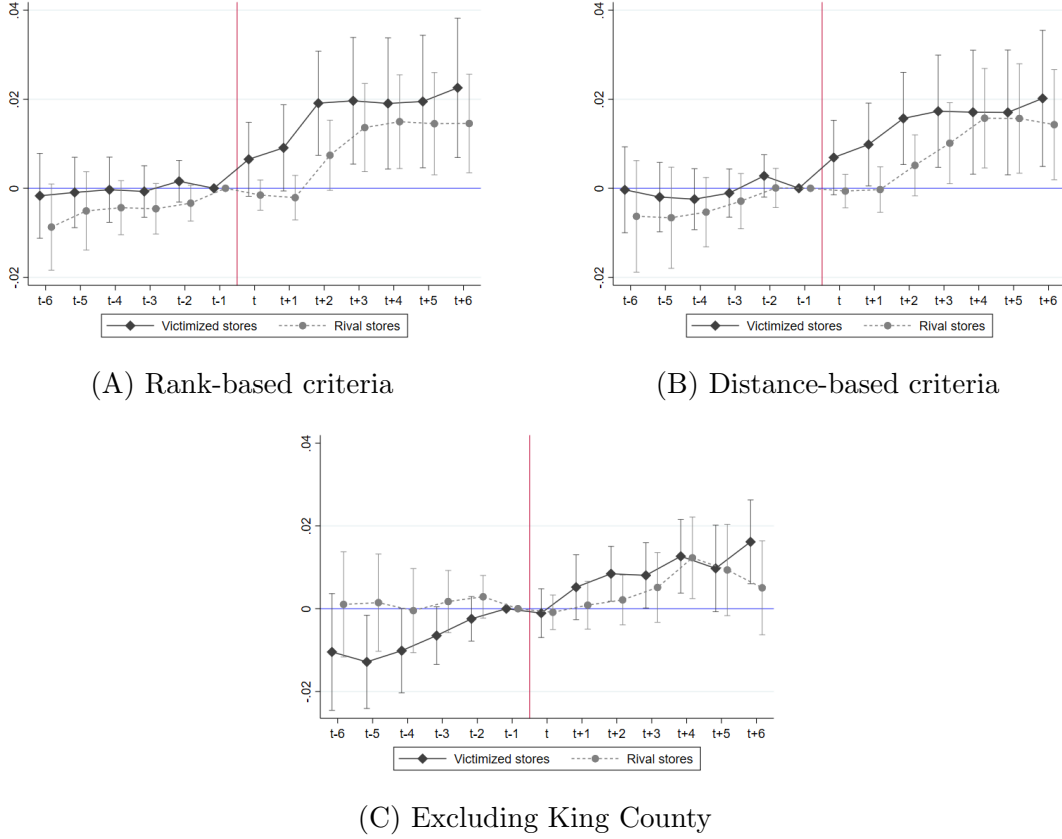 .04
.02
0
-.02
t-6 t-5 t-4 t-3 t-2 t-1 t t+1 t+2 t+3 t+4 t+5 t+6
Victimized stores Rival stores
(A) Rank-based criteria
.04
.02
0
-.02
t-6 t-5 t-4 t-3 t-2 t-1 t t+1 t+2 t+3 t+4 t+5 t+6
Victimized stores Rival stores
(B) Distance-based criteria
.04
.02
0
-.02
t-6 t-5 t-4 t-3 t-2 t-1 t t+1 t+2 t+3 t+4 t+5 t+6
Victimized stores Rival stores
(C) Excluding King County